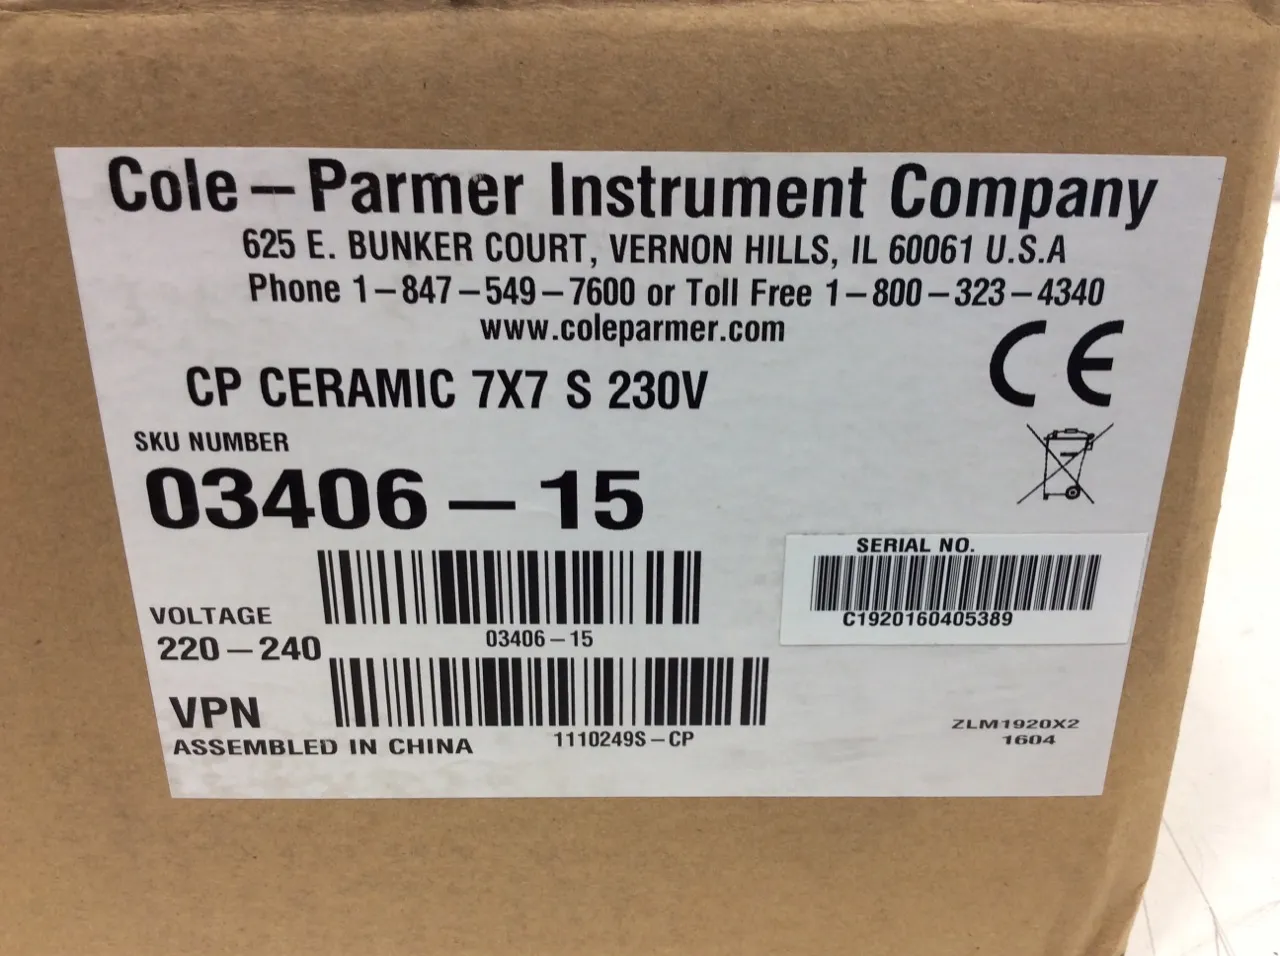 Cole-Parmer Instrument Company
625 E. BUNKER COURT, VERNON HILLS, IL 60061 U.S.A
Phone 1-847-549-7600 or Toll Free 1-800-323-4340
www.coleparmer.com
CE
CP CERAMIC 7X7 S 230V
SKU NUMBER
03406-15
SERIAL NO.
C1920160405389
VOLTAGE
220-240
03406-15
VPN
ASSEMBLED IN CHINA
1110249S-CP
ZLM1920X2
1604